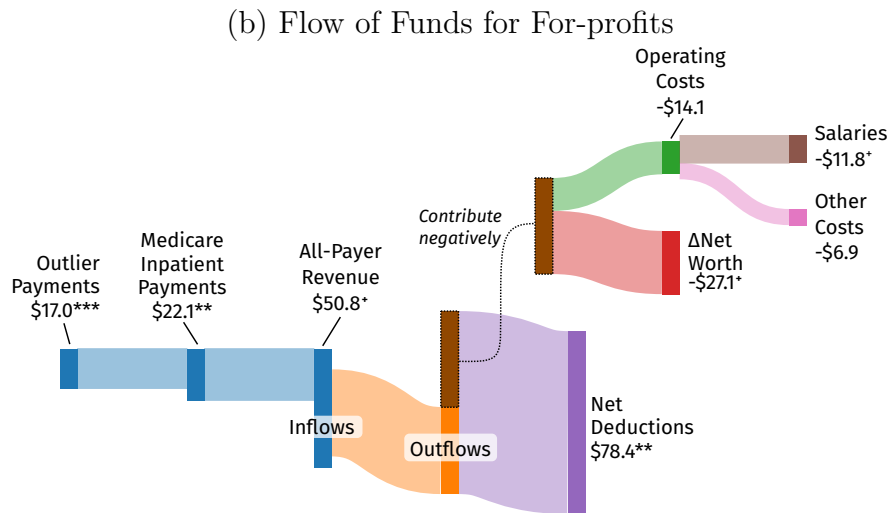 (b) Flow of Funds for For-profits
Operating
Costs
-$14.1
Salaries
-$11.8⁺
Other
Costs
-$6.9
Contribute
negatively
ΔNet
Worth
-$27.1⁺
All-Payer
Revenue
$50.8⁺
Medicare
Inpatient
Payments
$22.1**
Outlier
Payments
$17.0***
Inflows
Outflows
Net
Deductions
$78.4**